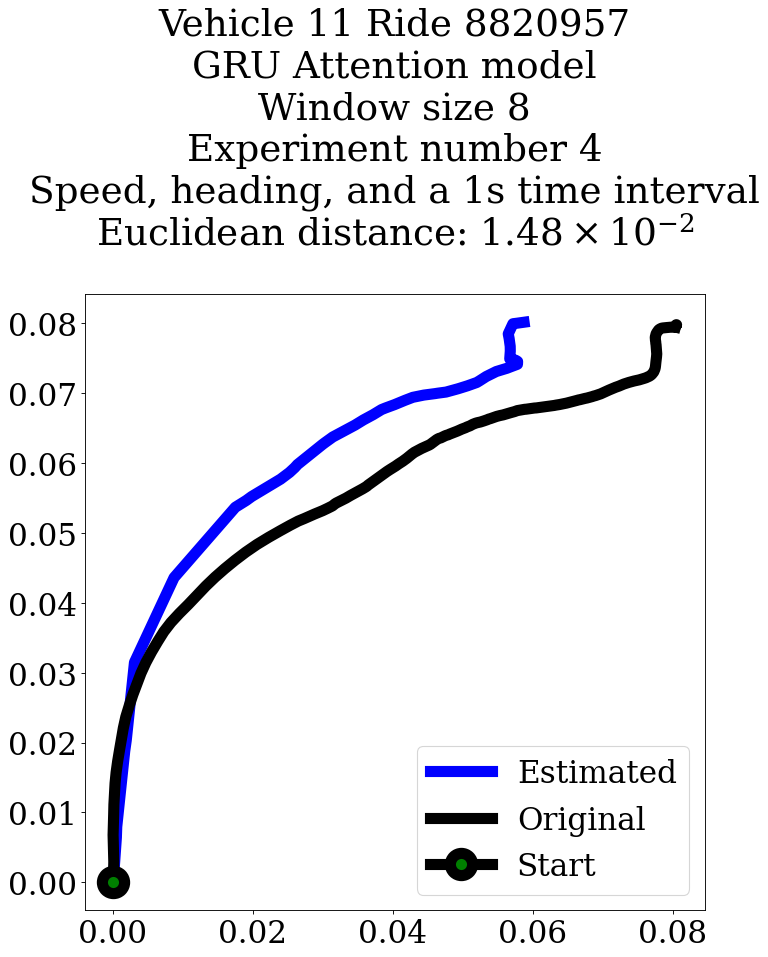 Vehicle 11 Ride 8820957
GRU Attention model
Window size 8
Experiment number 4
Speed, heading, and a 1s time interval
Euclidean distance: 1.48 × 10⁻²
0.08
0.07
0.06
0.05
0.04
0.03
0.02
0.01
0.00
Estimated
Original
Start
0.00 0.02 0.04 0.06 0.08